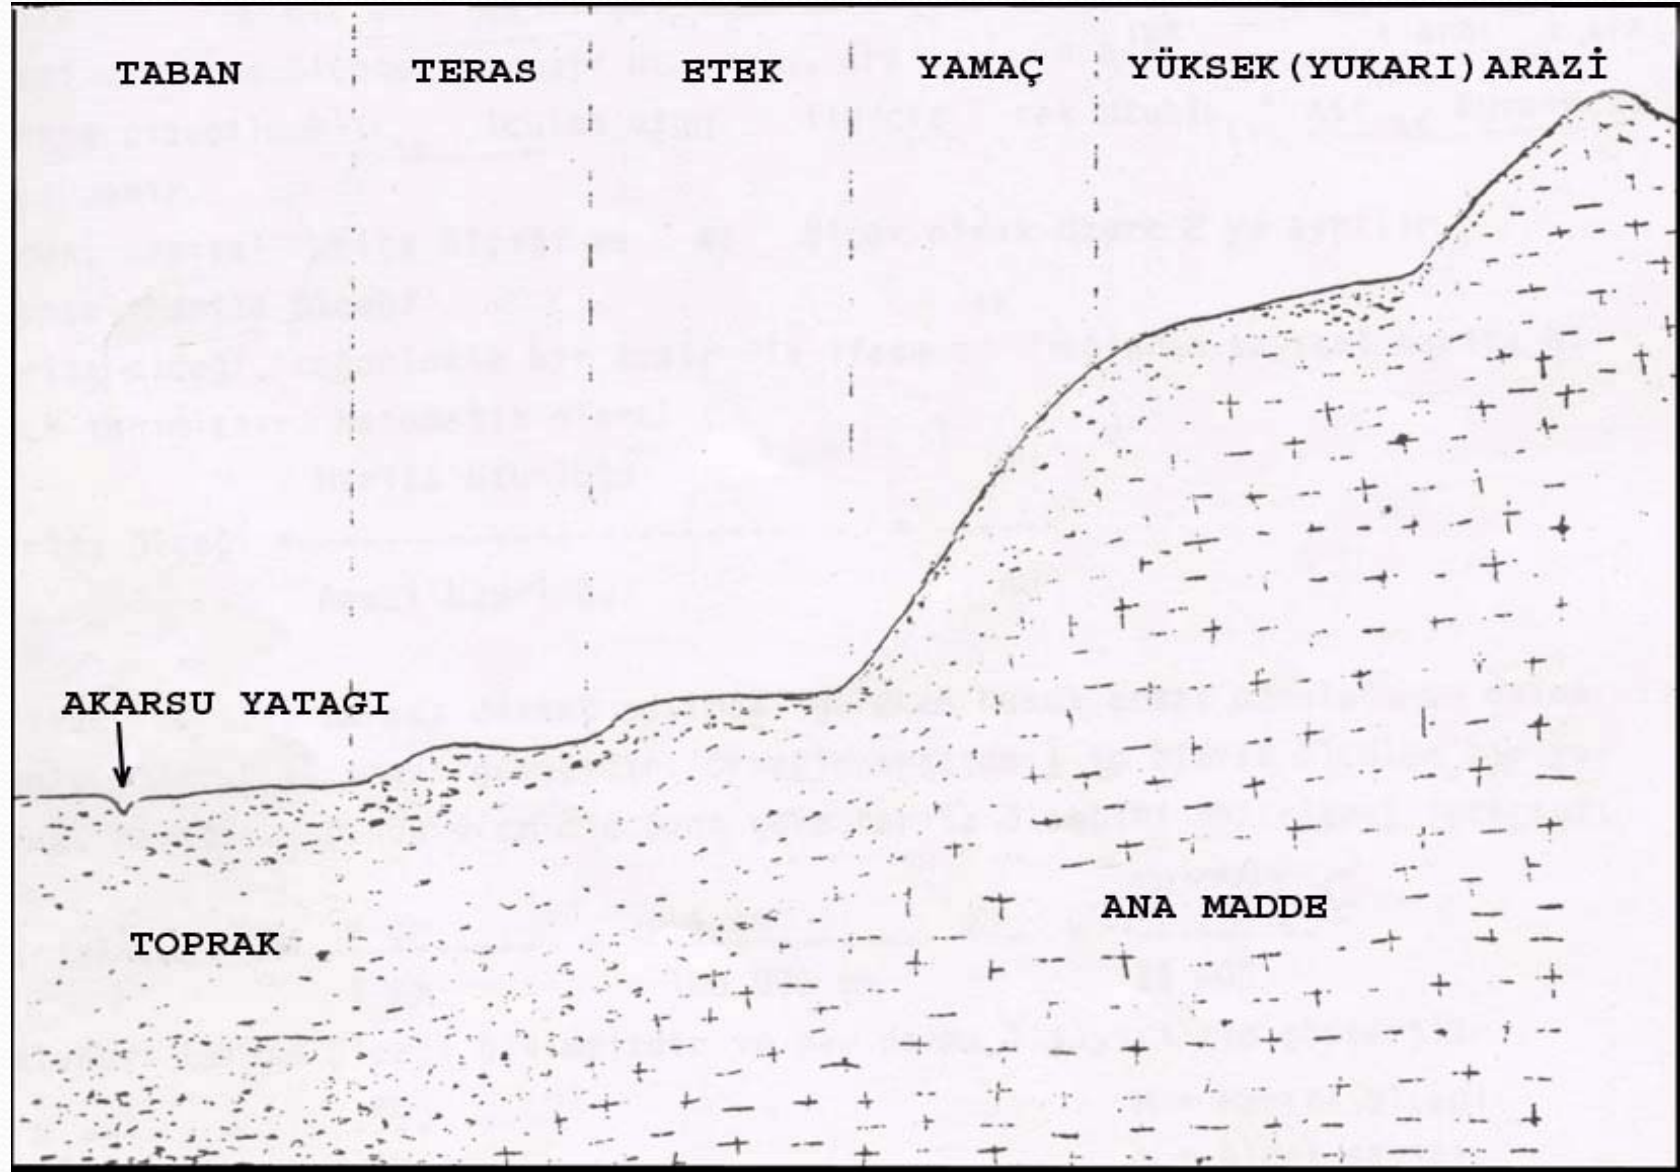 TABAN TERAS ETEK YAMAÇ YÜKSEK(YUKARI)ARAZİ
AKARSU YATAGI
ANA MADDE
TOPRAK